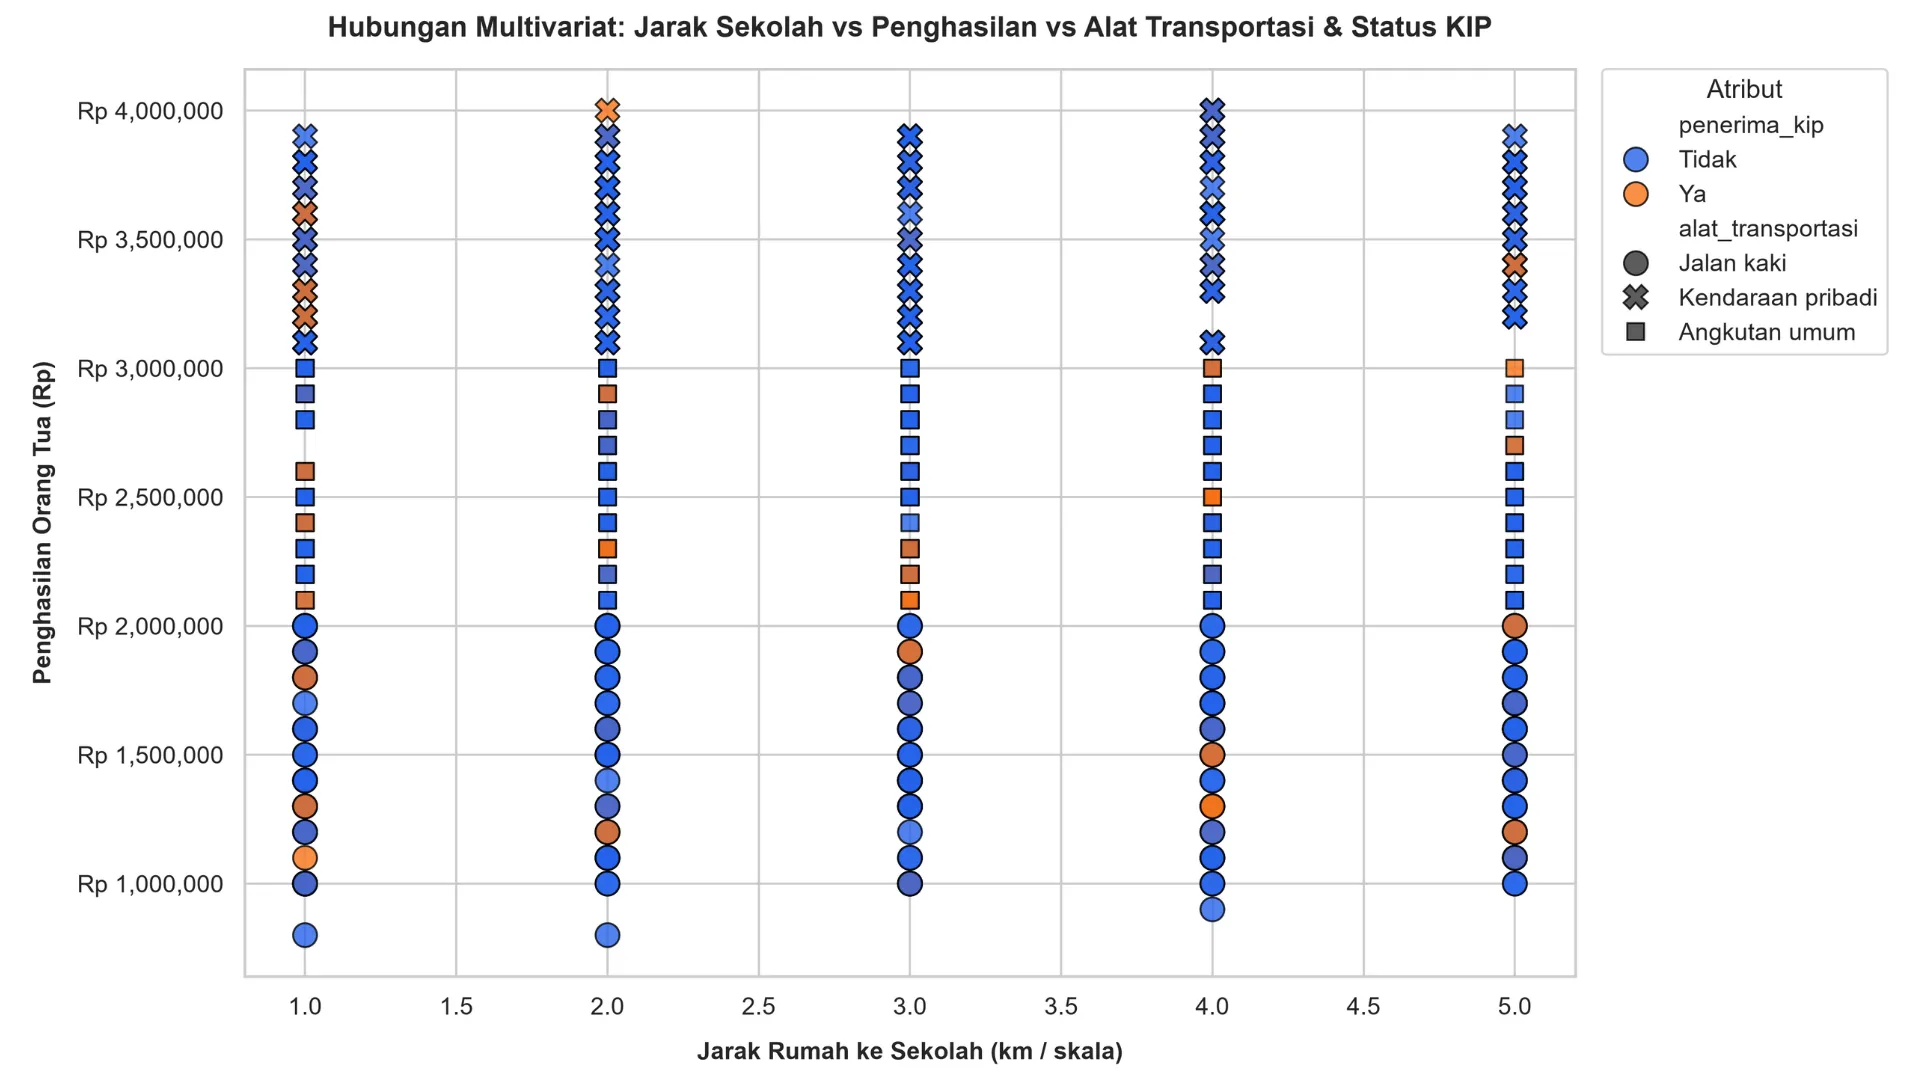 Hubungan Multivariat: Jarak Sekolah vs Penghasilan vs Alat Transportasi & Status KIP
Rp 4,000,000
Rp 3,500,000
Rp 3,000,000
Rp 2,500,000
Rp 2,000,000
Rp 1,500,000
Rp 1,000,000
Penghasilan Orang Tua (Rp)
1.0
1.5
2.0
2.5
3.0
3.5
4.0
4.5
5.0
Jarak Rumah ke Sekolah (km / skala)
Atribut
penerima_kip
Tidak
Ya
alat_transportasi
Jalan kaki
Kendaraan pribadi
Angkutan umum